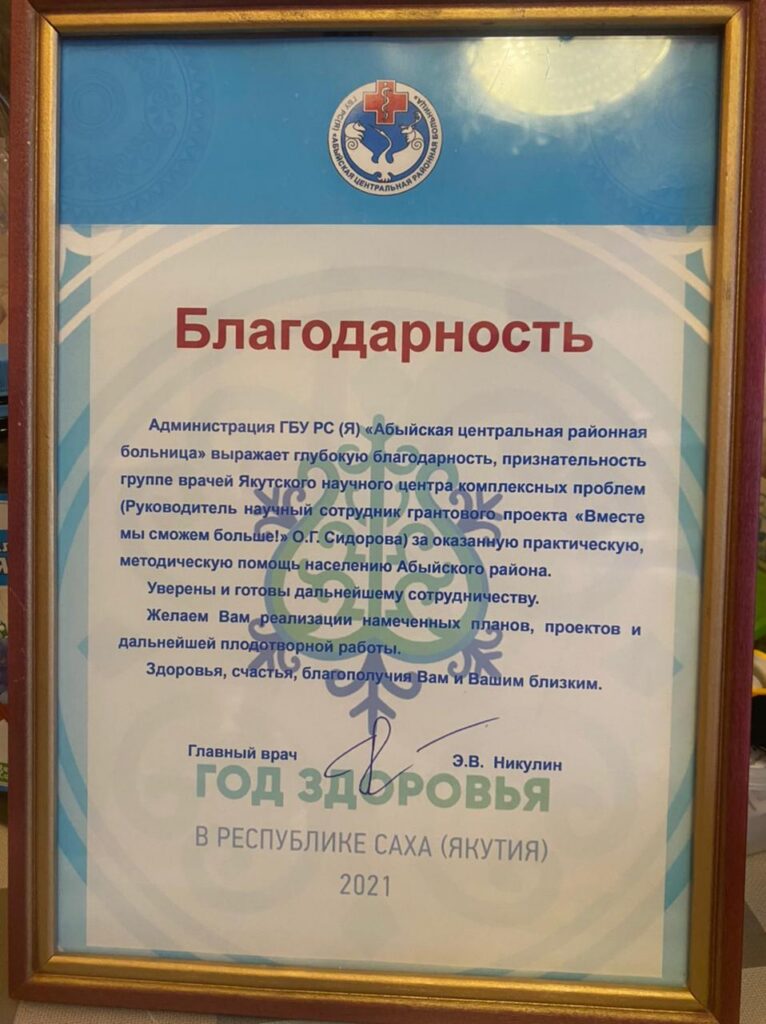 ГБУ РС(Я) «АБЫЙСКАЯ ЦЕНТРАЛЬНАЯ РАЙОННАЯ БОЛЬНИЦА»
Благодарность
Администрация ГБУ РС (Я) «Абыйская центральная районная
больница» выражает глубокую благодарность, признательность
группе врачей Якутского научного центра комплексных проблем
(Руководитель научный сотрудник грантового проекта «Вместе
мы сможем больше!» О.Г. Сидорова) за оказанную практическую,
методическую помощь населению Абыйского района.
Уверены и готовы дальнейшему сотрудничеству.
Желаем Вам реализации намеченных планов, проектов и
дальнейшей плодотворной работы.
Здоровья, счастья, благополучия Вам и Вашим близким.
Главный врач Э.В. Никулин
ГОД ЗДОРОВЬЯ
В РЕСПУБЛИКЕ САХА (ЯКУТИЯ)
2021